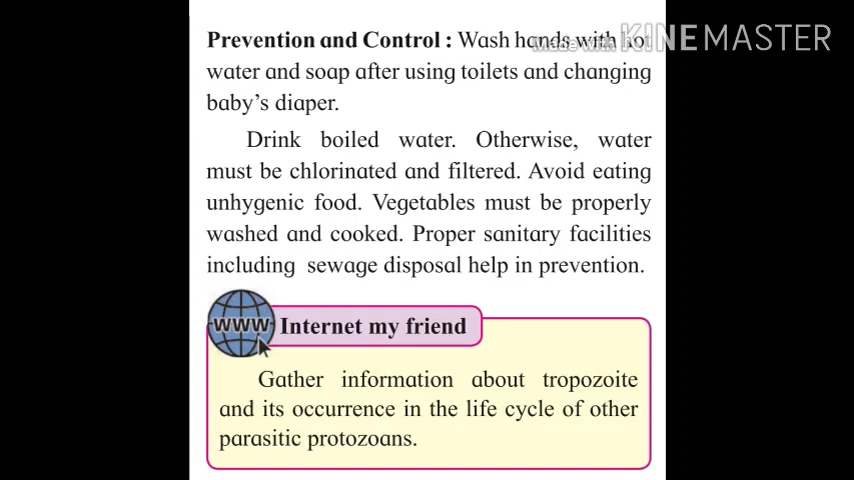 Prevention and Control : Wash hands with hot
Made with KINEMASTER
water and soap after using toilets and changing
baby's diaper.
Drink boiled water. Otherwise, water
must be chlorinated and filtered. Avoid eating
unhygenic food. Vegetables must be properly
washed and cooked. Proper sanitary facilities
including sewage disposal help in prevention.
www Internet my friend
Gather information about tropozoite
and its occurrence in the life cycle of other
parasitic protozoans.